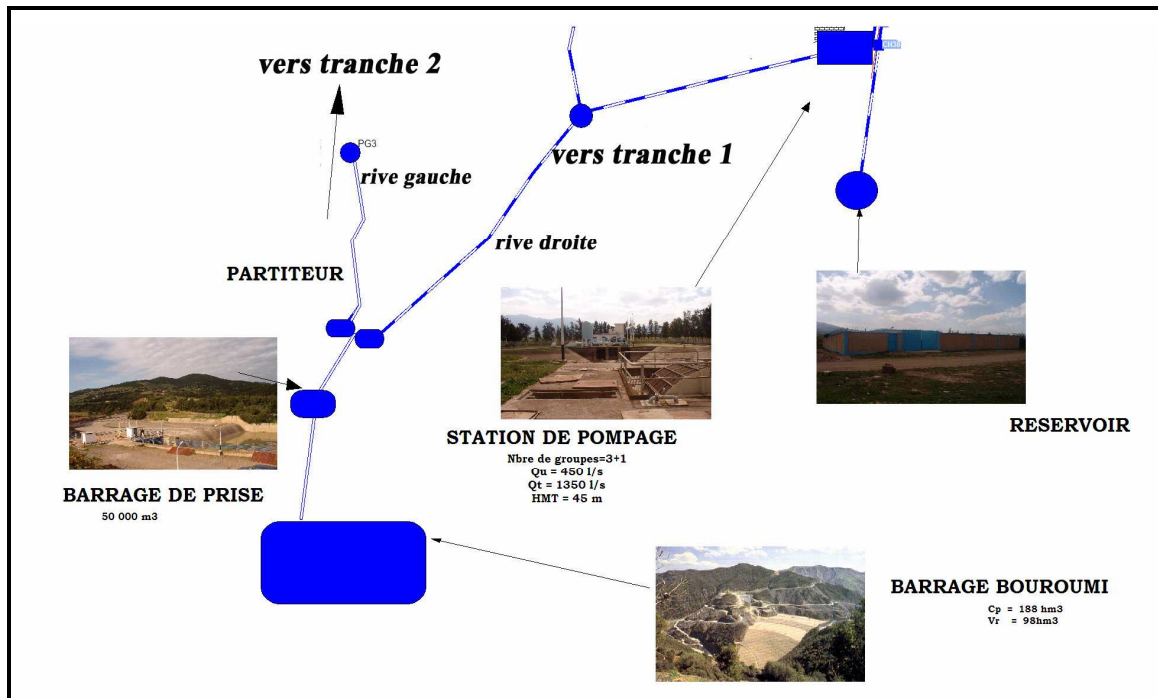 vers tranche 2
PG3
rive gauche
vers tranche 1
rive droite
PARTITEUR
STATION DE POMPAGE
Nbre de groupes=3+1
Qu = 450 l/s
Qt = 1350 l/s
HMT = 45 m
RESERVOIR
BARRAGE DE PRISE
50 000 m3
BARRAGE BOUROUMI
Cp = 188 hm3
Vr = 98hm3